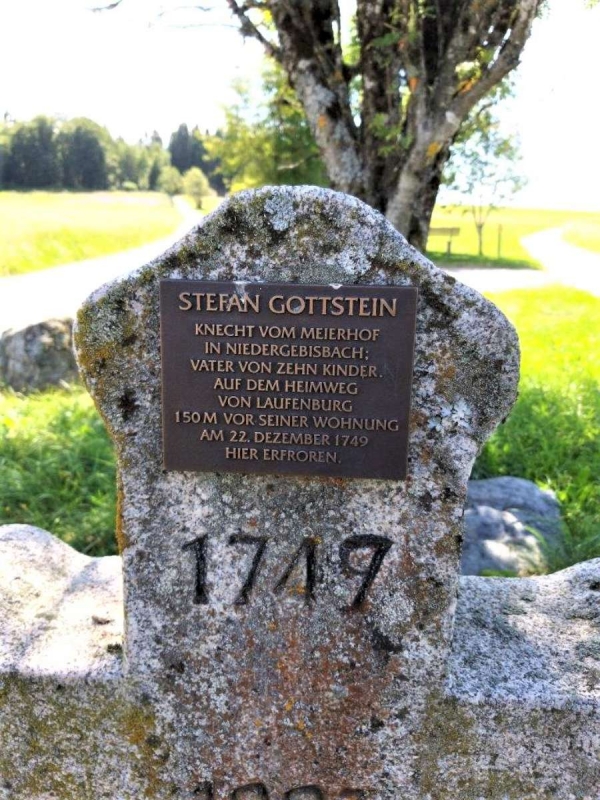 STEFAN GOTTSTEIN
KNECHT VOM MEIERHOF
IN NIEDERGEBISBACH;
VATER VON ZEHN KINDER.
AUF DEM HEIMWEG
VON LAUFENBURG
150 M VOR SEINER WOHNUNG
AM 22. DEZEMBER 1749
HIER ERFROREN.
1749